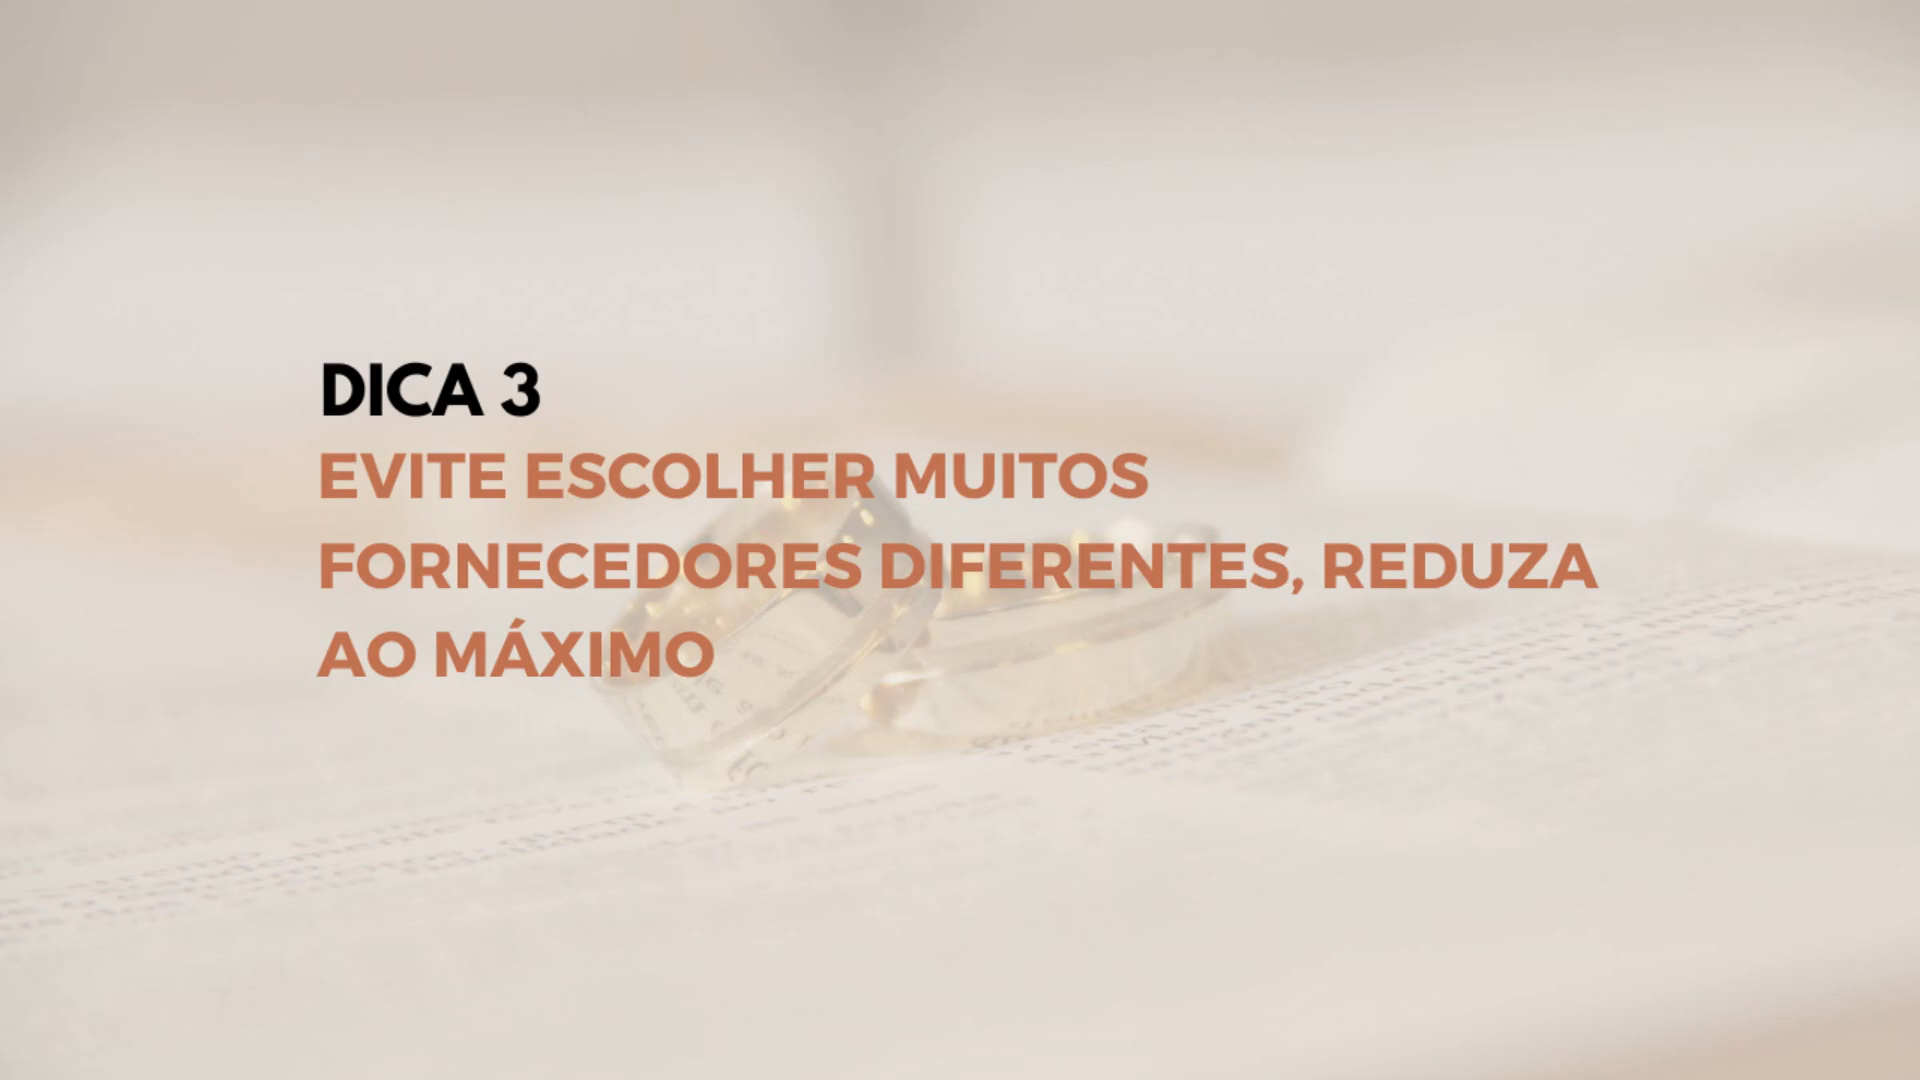 DICA 3
EVITE ESCOLHER MUITOS
FORNECEDORES DIFERENTES, REDUZA
AO MÁXIMO